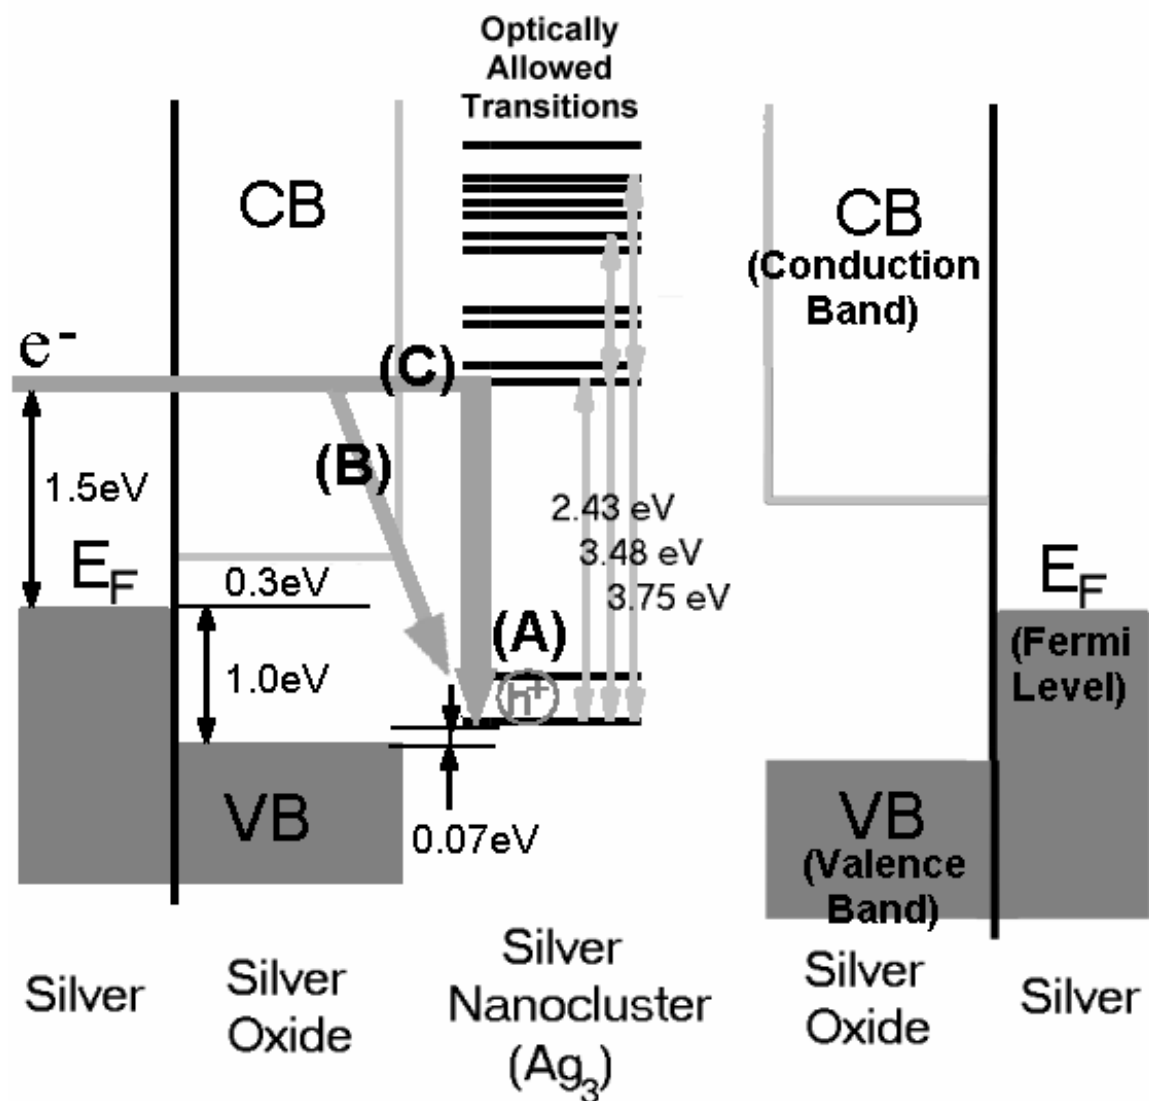 Optically
Allowed
Transitions
CB
CB
(Conduction
Band)
e-
(C)
(B)
1.5eV
2.43 eV
3.48 eV
3.75 eV
EF
0.3eV
EF
(Fermi
Level)
(A)
h+
1.0eV
VB
0.07eV
VB
(Valence
Band)
Silver
Silver
Oxide
Silver
Nanocluster
(Ag3)
Silver
Oxide
Silver